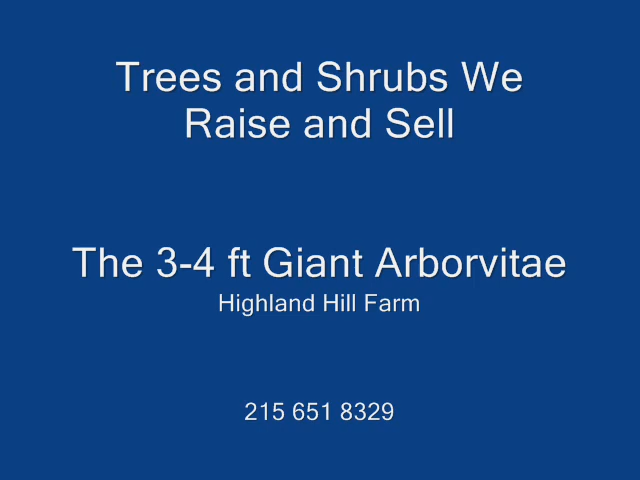 Trees and Shrubs We
Raise and Sell
The 3-4 ft Giant Arborvitae
Highland Hill Farm
215 651 8329